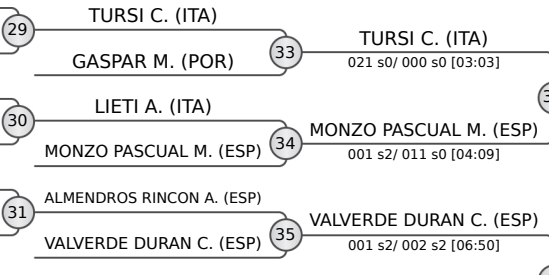 TURSI C. (ITA)
29
GASPAR M. (POR)
33
TURSI C. (ITA)
021 s0/ 000 s0 [03:03]
LIETI A. (ITA)
30
MONZO PASCUAL M. (ESP)
34
MONZO PASCUAL M. (ESP)
001 s2/ 011 s0 [04:09]
ALMENDROS RINCON A. (ESP)
31
VALVERDE DURAN C. (ESP)
35
VALVERDE DURAN C. (ESP)
001 s2/ 002 s2 [06:50]